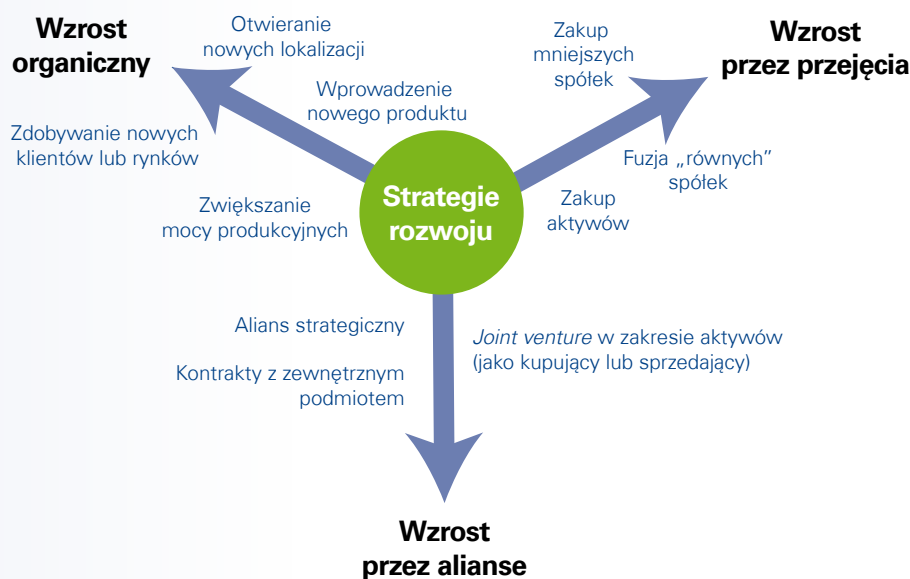 Wzrost
organiczny
Otwieranie
nowych lokalizacji
Wprowadzenie
nowego produktu
Zdobywanie nowych
klientów lub rynków
Zwiększanie
mocy produkcyjnych
Zakup
mniejszych
spółek
Wzrost
przez przejęcia
Fuzja „równych”
spółek
Zakup
aktywów
Strategie
rozwoju
Alians strategiczny
Kontrakty z zewnętrznym
podmiotem
Joint venture w zakresie aktywów
(jako kupujący lub sprzedający)
Wzrost
przez alianse